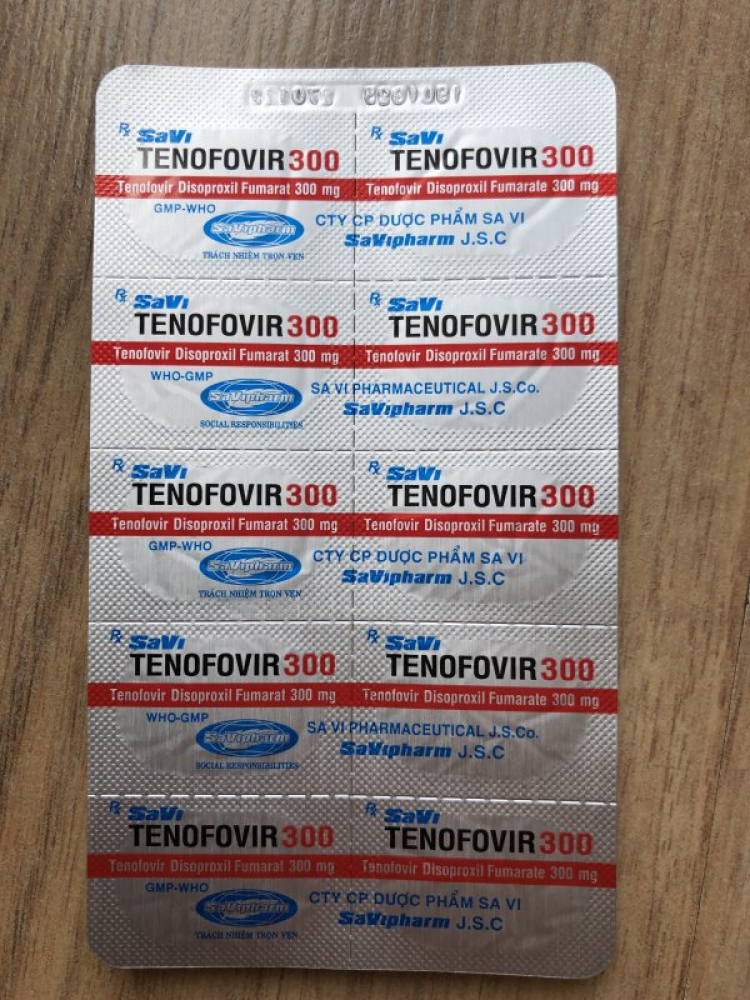 Rx SaVi
TENOFOVIR 300
Tenofovir Disoproxil Fumarat 300 mg
Rx SaVi
TENOFOVIR 300
Tenofovir Disoproxil Fumarate 300 mg
GMP-WHO
SaVipharm
TRÁCH NHIỆM TRỌN VẸN
CTY CP DƯỢC PHẨM SA VI
SaVipharm J.S.C
Rx SaVi
TENOFOVIR 300
Tenofovir Disoproxil Fumarat 300 mg
Rx SaVi
TENOFOVIR 300
Tenofovir Disoproxil Fumarate 300 mg
WHO-GMP
SaVipharm
SOCIAL RESPONSIBILITIES
SA VI PHARMACEUTICAL J.S.Co.
SaVipharm J.S.C
Rx SaVi
TENOFOVIR 300
Tenofovir Disoproxil Fumarat 300 mg
Rx SaVi
TENOFOVIR 300
Tenofovir Disoproxil Fumarate 300 mg
GMP-WHO
SaVipharm
TRÁCH NHIỆM TRỌN VẸN
CTY CP DƯỢC PHẨM SA VI
SaVipharm J.S.C
Rx SaVi
TENOFOVIR 300
Tenofovir Disoproxil Fumarat 300 mg
Rx SaVi
TENOFOVIR 300
Tenofovir Disoproxil Fumarate 300 mg
WHO-GMP
SaVipharm
SOCIAL RESPONSIBILITIES
SA VI PHARMACEUTICAL J.S.Co.
SaVipharm J.S.C
Rx SaVi
TENOFOVIR 300
Tenofovir Disoproxil Fumarat 300 mg
Rx SaVi
TENOFOVIR 300
Tenofovir Disoproxil Fumarate 300 mg
GMP-WHO
SaVipharm
TRÁCH NHIỆM TRỌN VẸN
CTY CP DƯỢC PHẨM SA VI
SaVipharm J.S.C